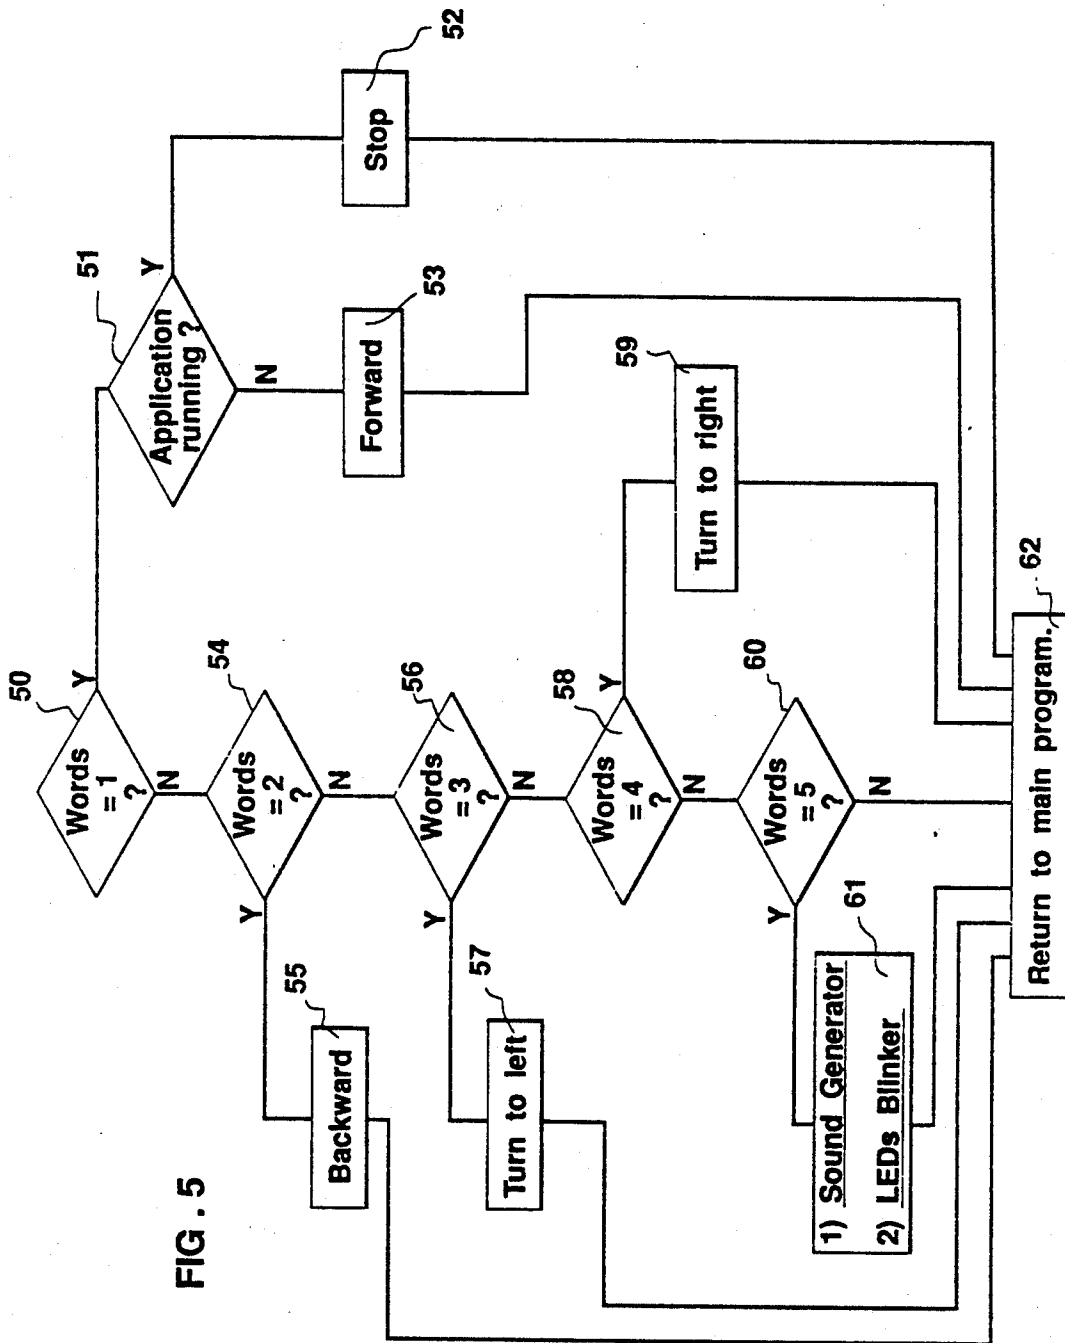 FIG. 5
Words
= 1
?
50
Y
N
Application
running ?
51
Y
N
Stop
52
Forward
53
Words
= 2
?
54
Y
N
Backward
55
Words
= 3
?
56
Y
N
Turn to left
57
Words
= 4
?
58
Y
N
Turn to right
59
Words
= 5
?
60
Y
N
1) Sound Generator
2) LEDs Blinker
61
Return to main program.
62